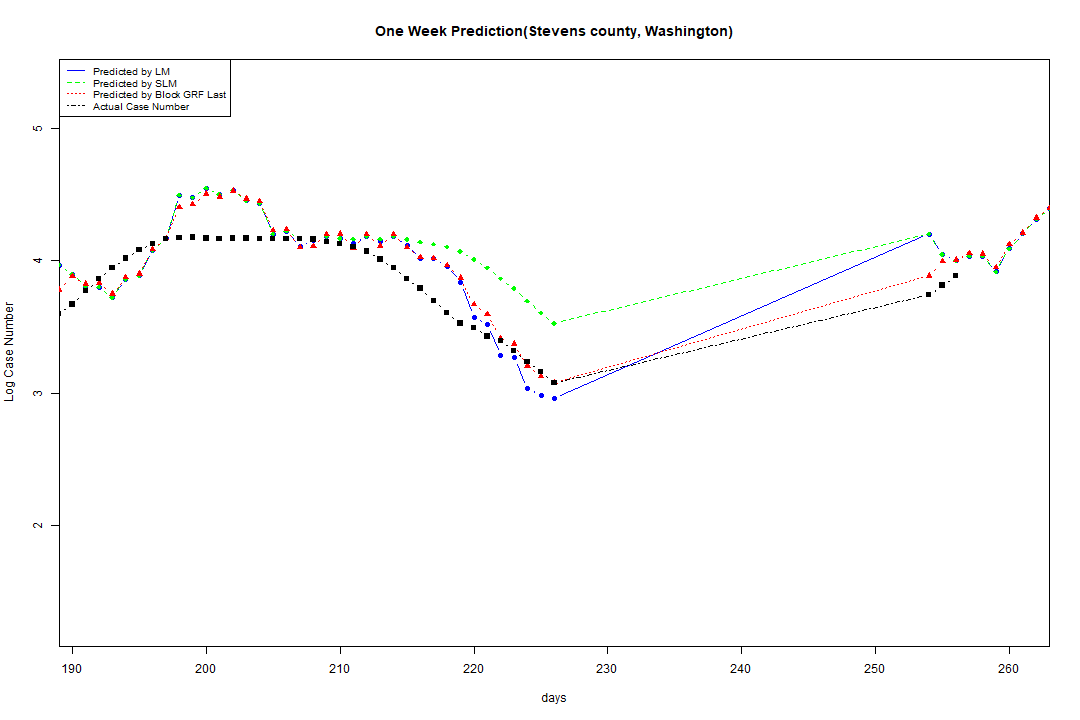 One Week Prediction(Stevens county, Washington)
Predicted by LM
Predicted by SLM
Predicted by Block GRF Last
Actual Case Number
5
4
3
2
Log Case Number
190 200 210 220 230 240 250 260
days